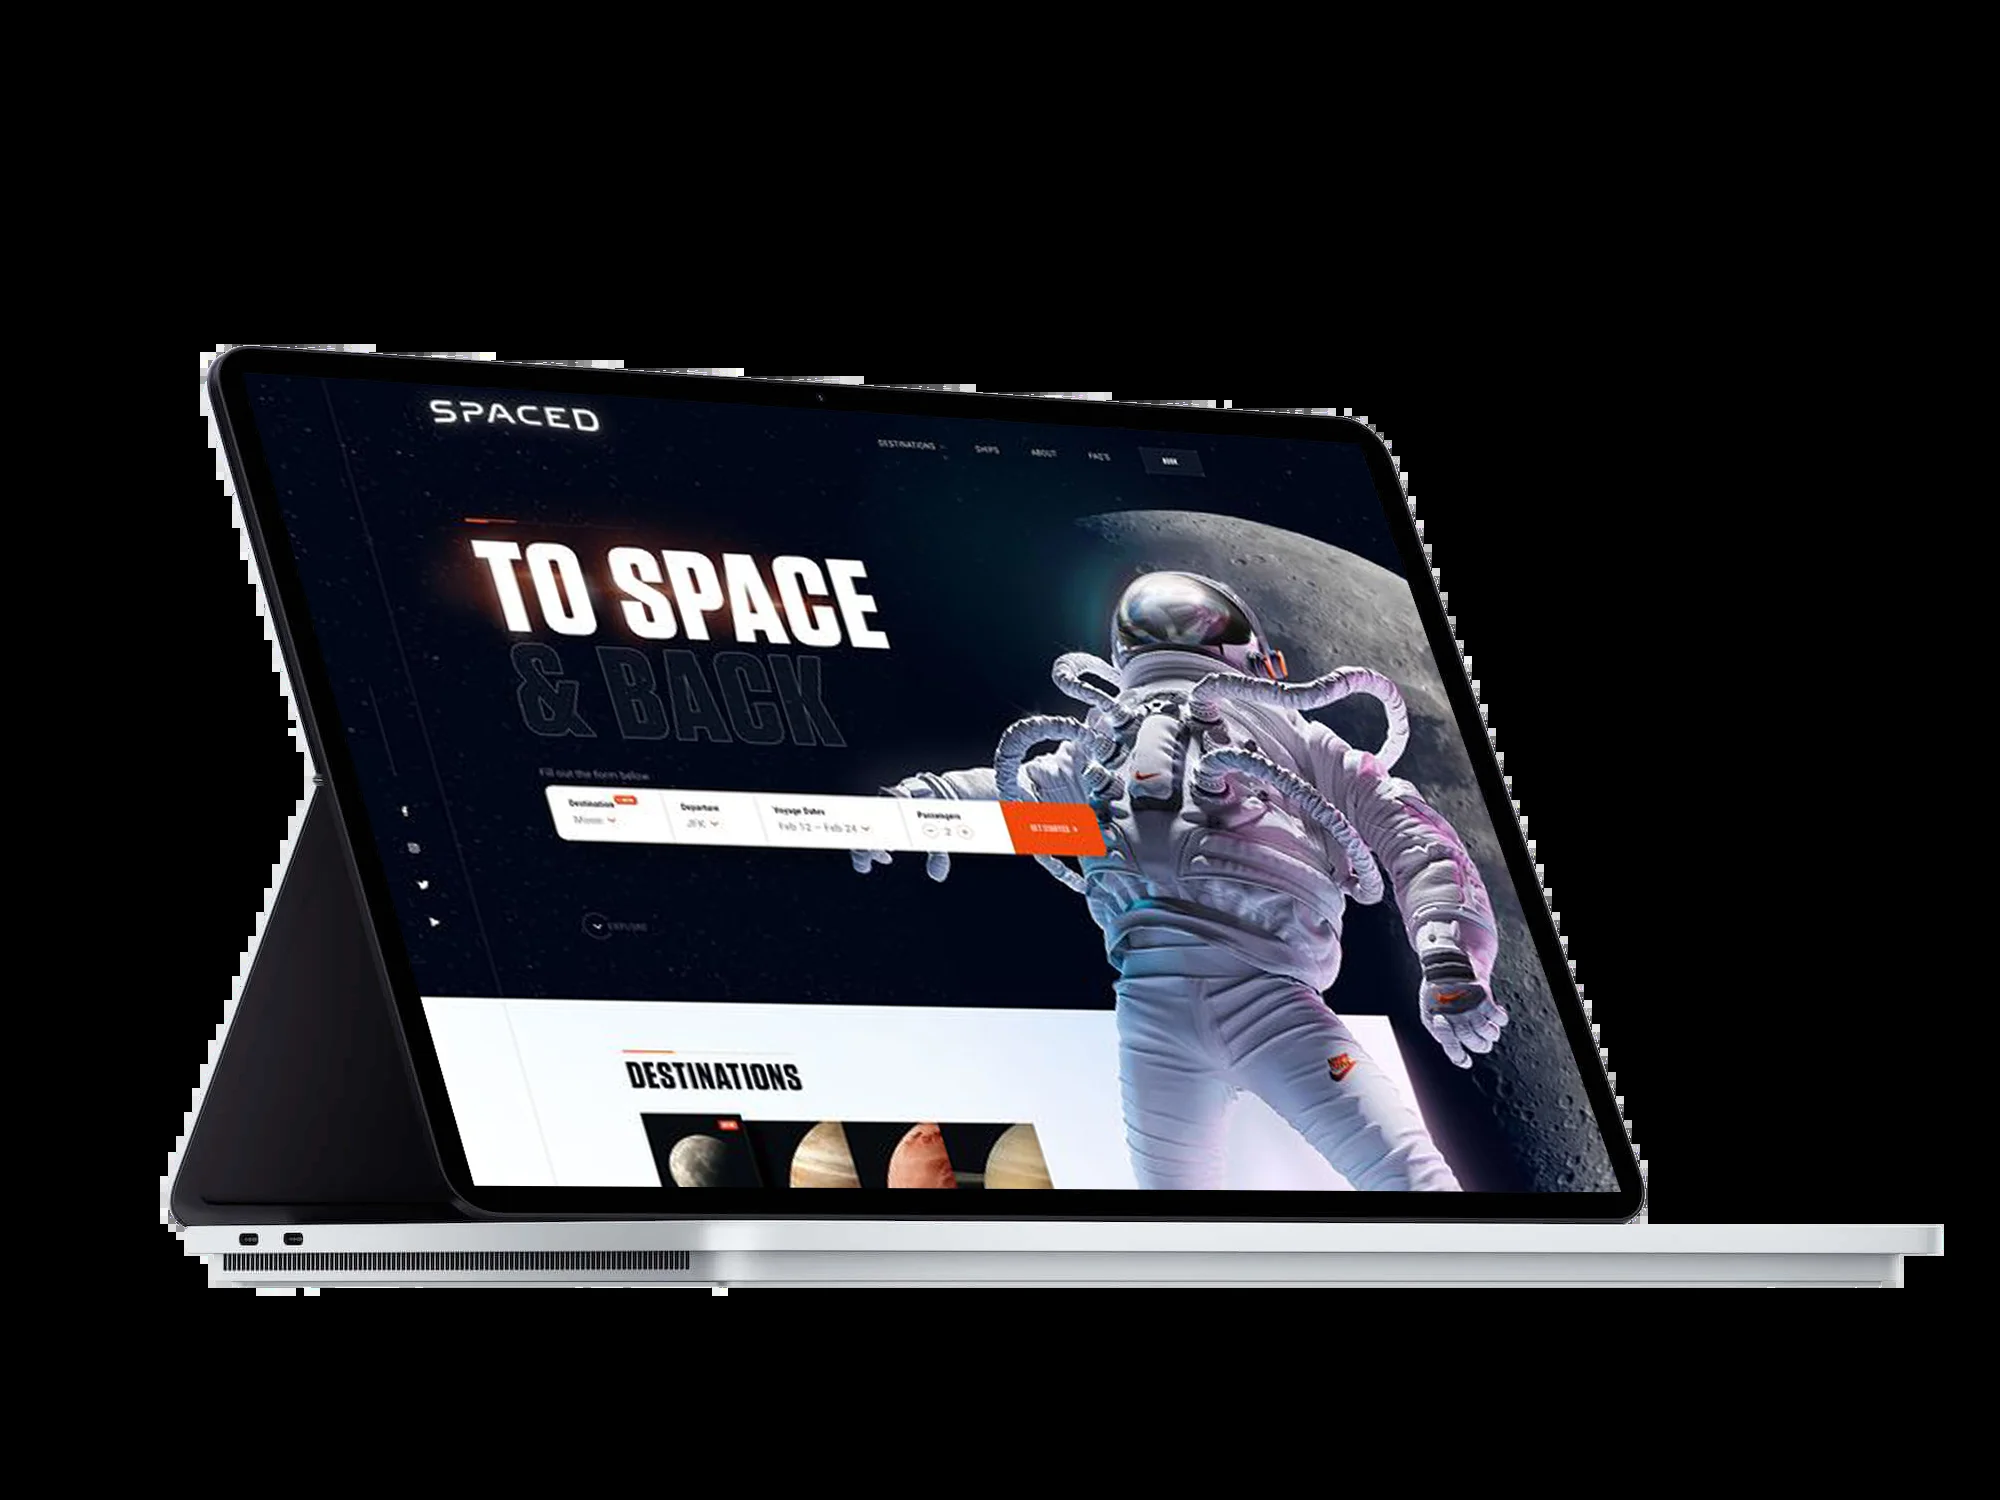 SPACED
DESTINATIONS SHIPS ABOUT FAQ'S BOOK
TO SPACE
& BACK
Fill out the form below
Destination Departure Voyage Dates Passengers
Moon JFK Feb 12 – Feb 24 2
GET STARTED
EXPLORE
DESTINATIONS
NEW